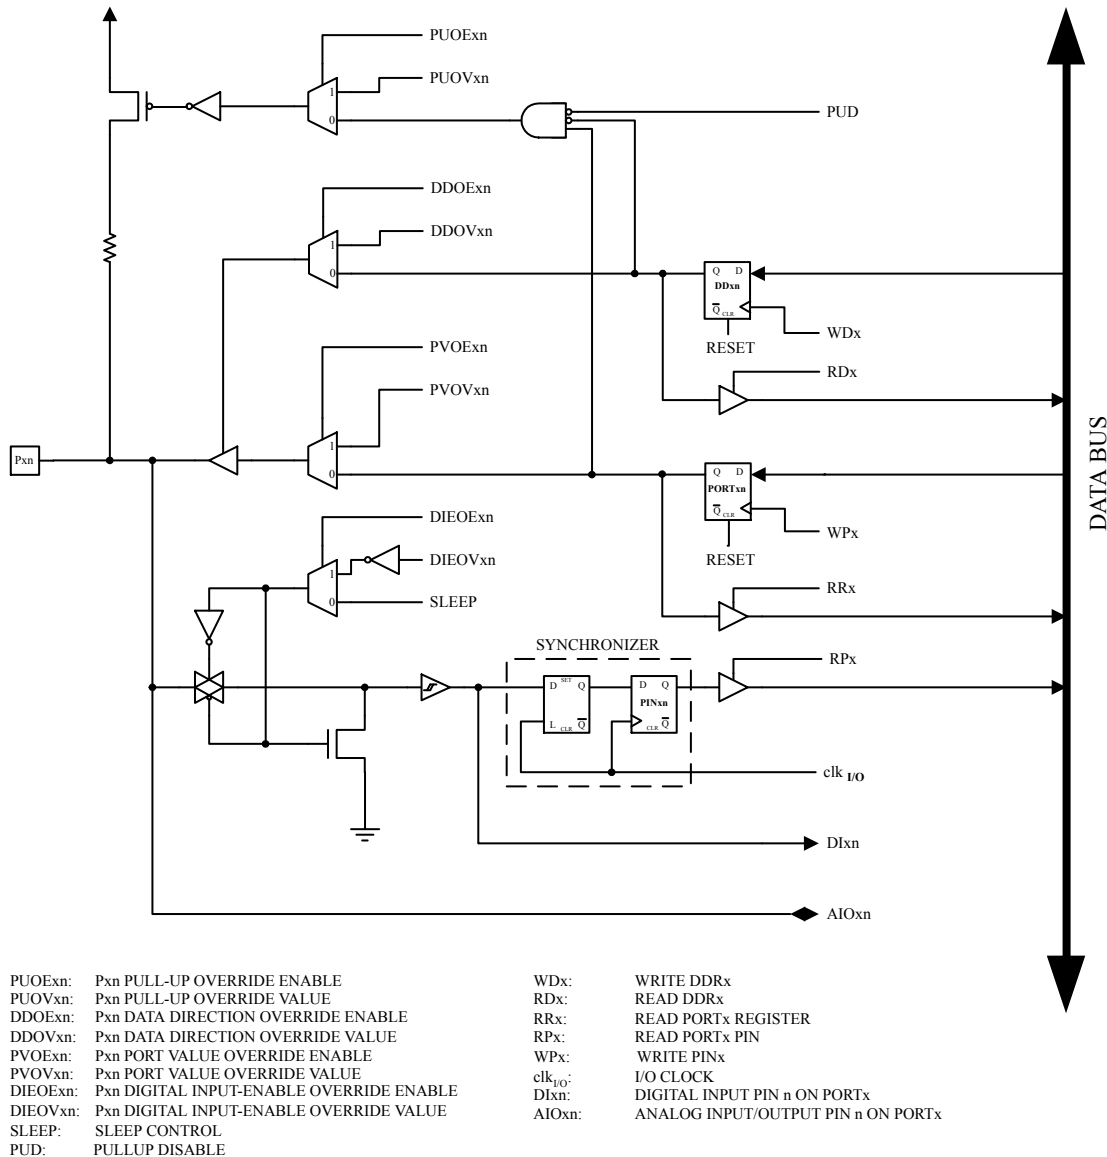 PUOExn
PUOVxn
1
0
PUD
DDOExn
DDOVxn
1
0
Q D
DDxn
Q CLR
RESET
WDx
RDx
PVOExn
PVOVxn
1
0
Pxn
Q D
PORTxn
Q CLR
RESET
WPx
DATA BUS
DIEOExn
DIEOVxn
1
0
SLEEP
RRx
SYNCHRONIZER
RPx
D SET Q
L CLR Q
D Q
PINxn
CLR Q
clk I/O
DIxn
AIOxn
PUOExn: Pxn PULL-UP OVERRIDE ENABLE
PUOVxn: Pxn PULL-UP OVERRIDE VALUE
DDOExn: Pxn DATA DIRECTION OVERRIDE ENABLE
DDOVxn: Pxn DATA DIRECTION OVERRIDE VALUE
PVOExn: Pxn PORT VALUE OVERRIDE ENABLE
PVOVxn: Pxn PORT VALUE OVERRIDE VALUE
DIEOExn: Pxn DIGITAL INPUT-ENABLE OVERRIDE ENABLE
DIEOVxn: Pxn DIGITAL INPUT-ENABLE OVERRIDE VALUE
SLEEP: SLEEP CONTROL
PUD: PULLUP DISABLE
WDx: WRITE DDRx
RDx: READ DDRx
RRx: READ PORTx REGISTER
RPx: READ PORTx PIN
WPx: WRITE PINx
clk I/O: I/O CLOCK
DIxn: DIGITAL INPUT PIN n ON PORTx
AIOxn: ANALOG INPUT/OUTPUT PIN n ON PORTx